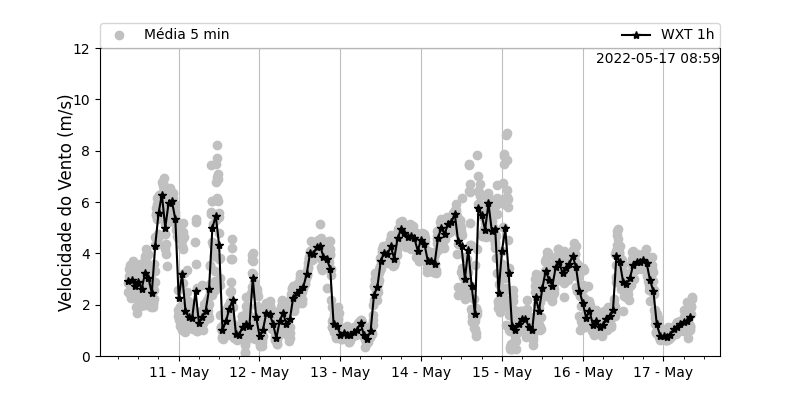 Média 5 min
WXT 1h
2022-05-17 08:59
Velocidade do Vento (m/s)
12
10
8
6
4
2
0
11 - May
12 - May
13 - May
14 - May
15 - May
16 - May
17 - May